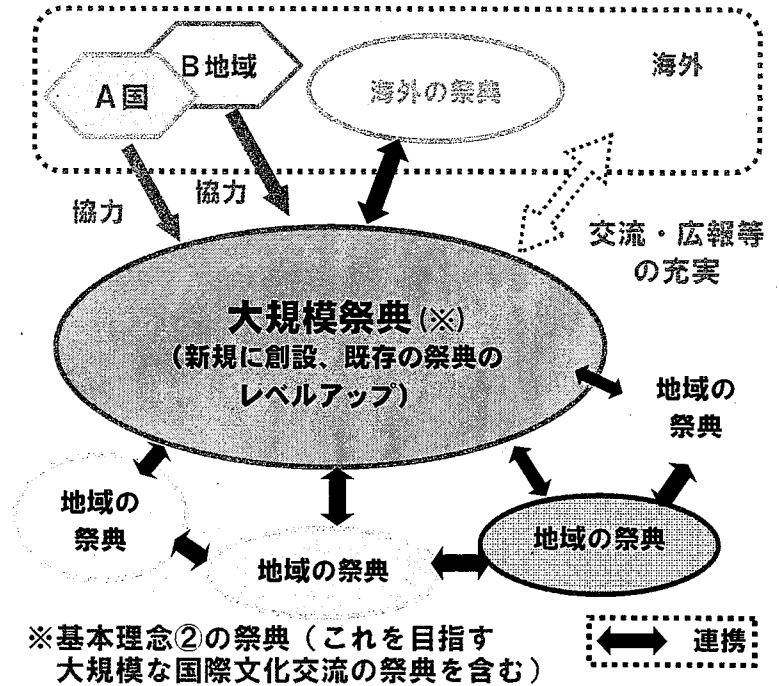 B地域
A国
海外の祭典
海外
協力
協力
交流・広報等
の充実
大規模祭典(※)
(新規に創設、既存の祭典の
レベルアップ)
地域の
祭典
地域の
祭典
地域の祭典
地域の祭典
※基本理念②の祭典(これを目指す
大規模な国際文化交流の祭典を含む)
連携